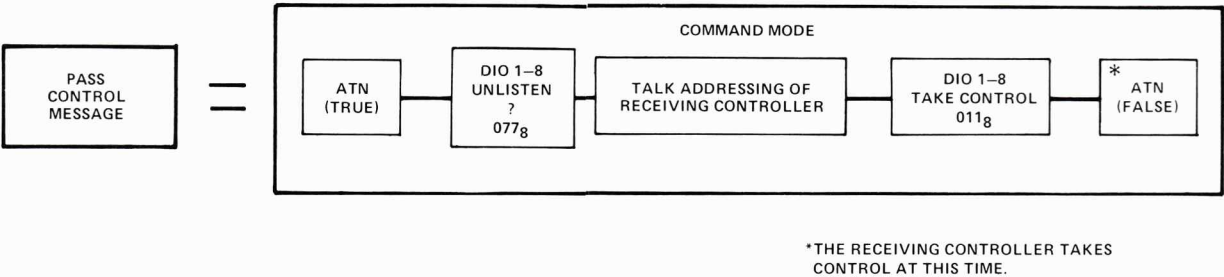 COMMAND MODE
PASS
CONTROL
MESSAGE
=
ATN
(TRUE)
DIO 1–8
UNLISTEN
?
077₈
TALK ADDRESSING OF
RECEIVING CONTROLLER
DIO 1–8
TAKE CONTROL
011₈
*
ATN
(FALSE)
*THE RECEIVING CONTROLLER TAKES
CONTROL AT THIS TIME.